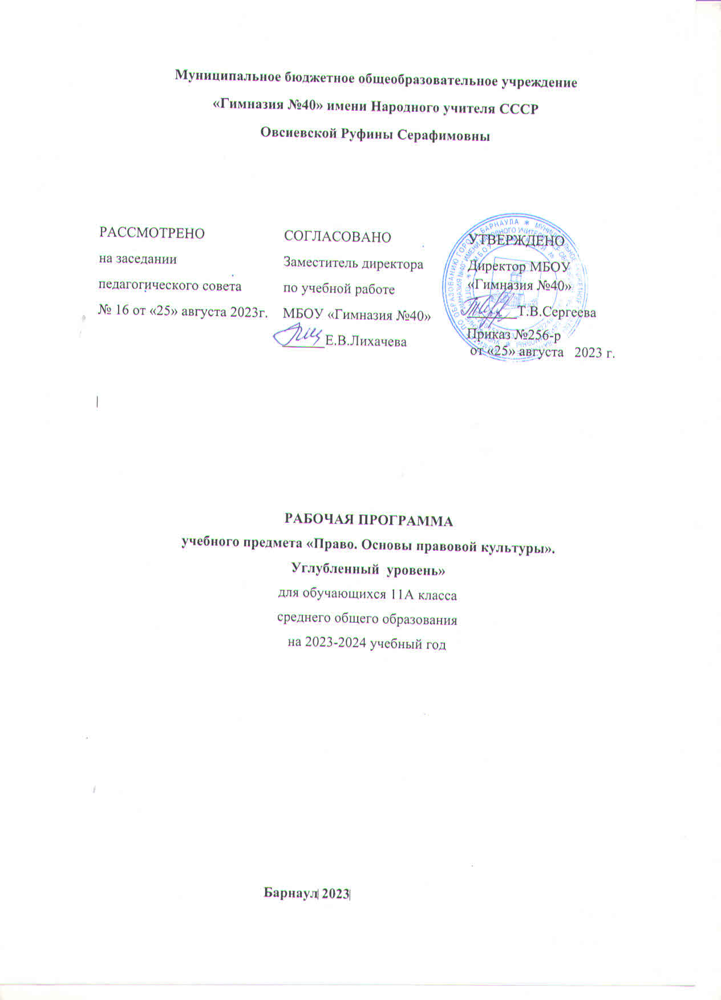 Муниципальное бюджетное общеобразовательное учреждение
«Гимназия №40» имени Народного учителя СССР
Овсиевской Руфины Серафимовны
РАССМОТРЕНО
на заседании
педагогического совета
№ 16 от «25» августа 2023г.
СОГЛАСОВАНО
Заместитель директора
по учебной работе
МБОУ «Гимназия №40»
______Е.В.Лихачева
УТВЕРЖДЕНО
Директор МБОУ
«Гимназия №40»
______Т.В.Сергеева
Приказ №256-р
от «25» августа 2023 г.
РАБОЧАЯ ПРОГРАММА
учебного предмета «Право. Основы правовой культуры».
Углубленный уровень»
для обучающихся 11А класса
среднего общего образования
на 2023-2024 учебный год
Барнаул 2023